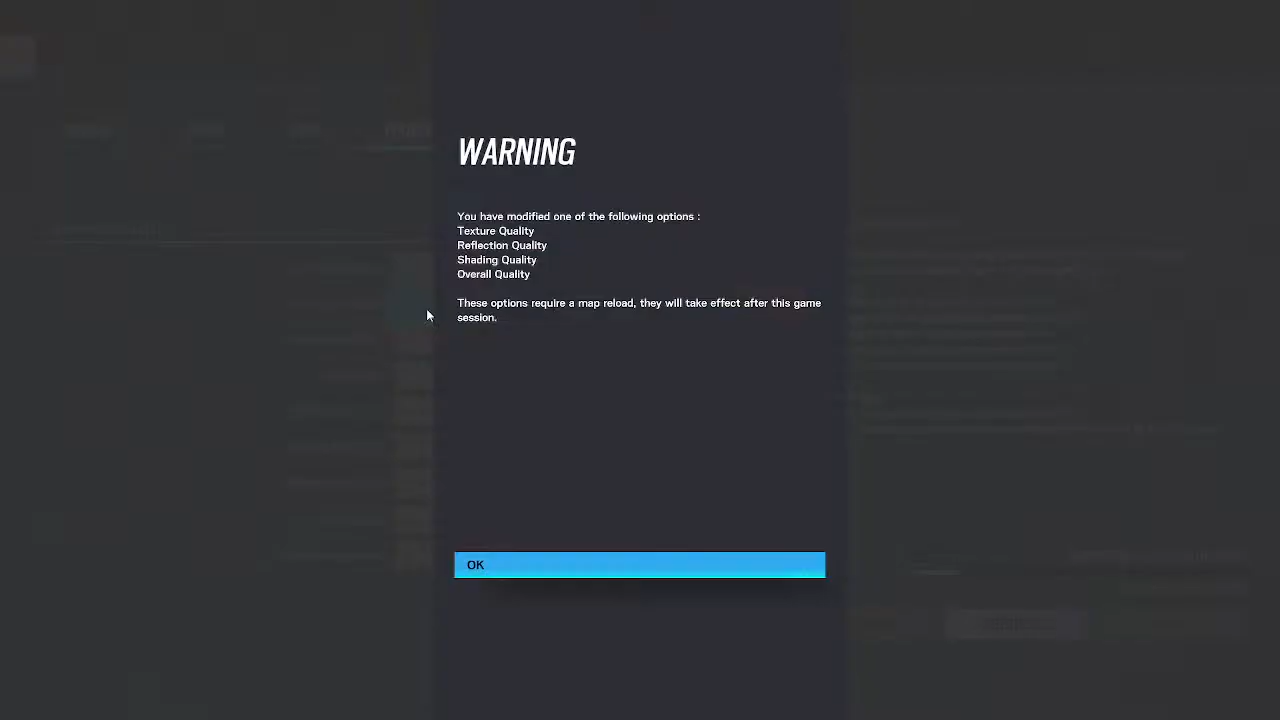 WARNING
You have modified one of the following options :
Texture Quality
Reflection Quality
Shading Quality
Overall Quality
These options require a map reload, they will take effect after this game
session.
OK